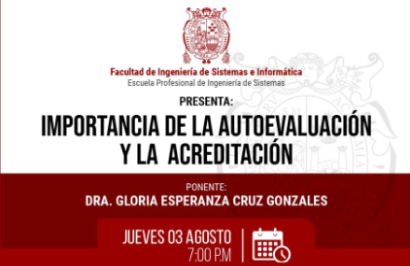 Facultad de Ingeniería de Sistemas e Informática
Escuela Profesional de Ingeniería de Sistemas
PRESENTA:
IMPORTANCIA DE LA AUTOEVALUACIÓN
Y LA ACREDITACIÓN
PONENTE:
DRA. GLORIA ESPERANZA CRUZ GONZALES
JUEVES 03 AGOSTO
7:00 P.M